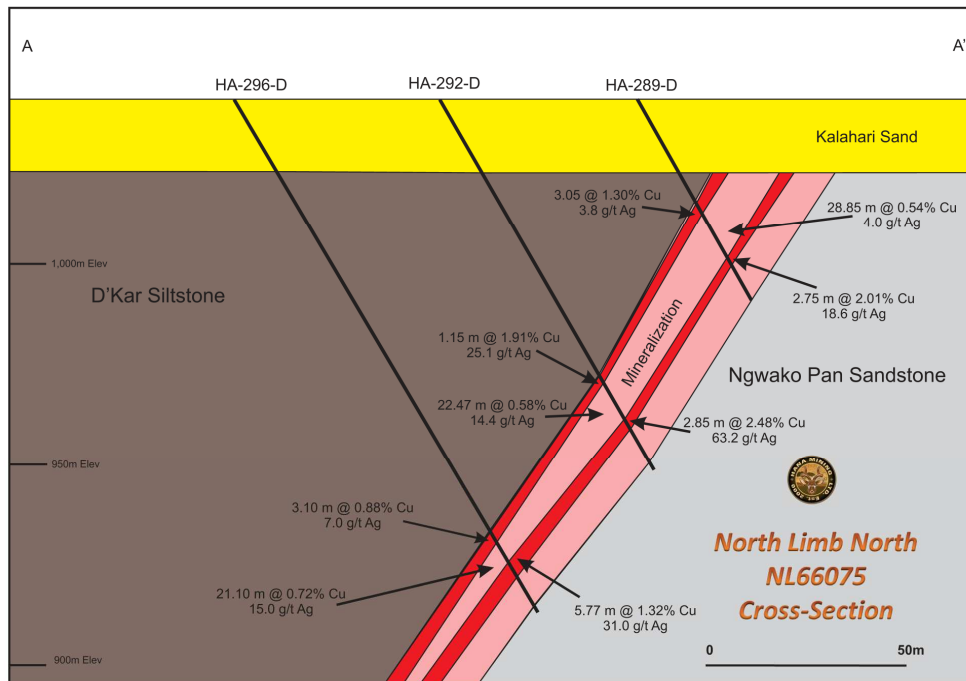 A
A'
HA-296-D
HA-292-D
HA-289-D
Kalahari Sand
3.05 @ 1.30% Cu
3.8 g/t Ag
28.85 m @ 0.54% Cu
4.0 g/t Ag
1,000m Elev
D'Kar Siltstone
2.75 m @ 2.01% Cu
18.6 g/t Ag
1.15 m @ 1.91% Cu
25.1 g/t Ag
Mineralization
Ngwako Pan Sandstone
22.47 m @ 0.58% Cu
14.4 g/t Ag
2.85 m @ 2.48% Cu
63.2 g/t Ag
950m Elev
HANA MINING LTD.
Est. 2006
3.10 m @ 0.88% Cu
7.0 g/t Ag
North Limb North
NL66075
Cross-Section
21.10 m @ 0.72% Cu
15.0 g/t Ag
5.77 m @ 1.32% Cu
31.0 g/t Ag
0
50m
900m Elev